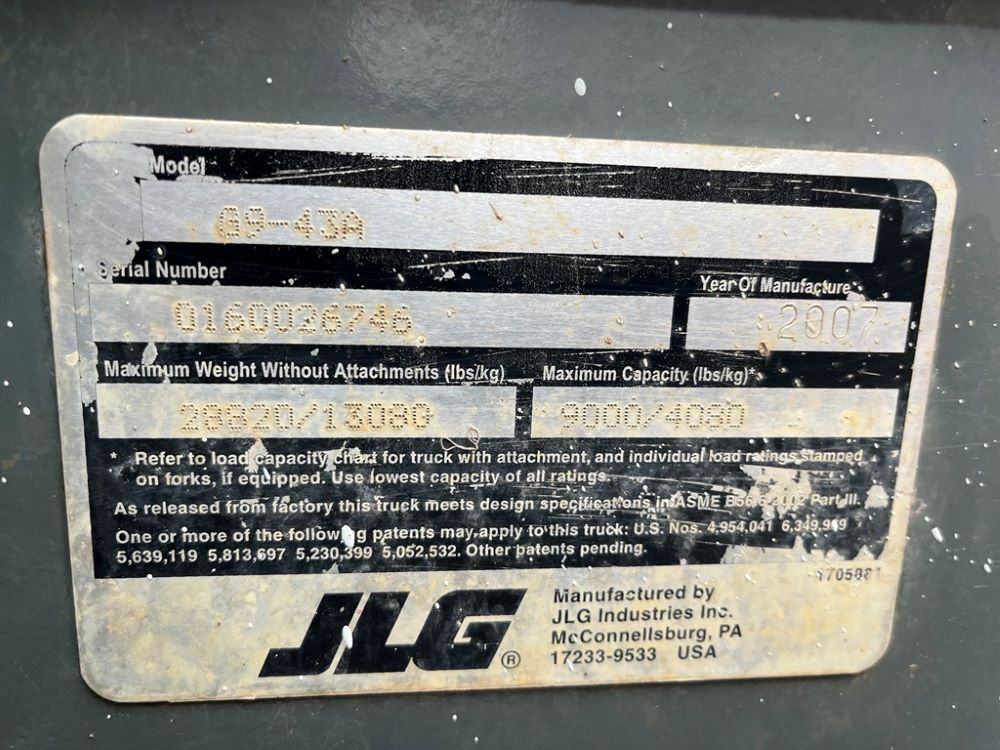 Model
G9-43A
Serial Number
Year Of Manufacture
0160026746
2007
Maximum Weight Without Attachments (lbs/kg)
Maximum Capacity (lbs/kg)*
28820/13080
9000/4080
* Refer to load capacity chart for truck with attachment, and individual load ratings stamped
on forks, if equipped. Use lowest capacity of all ratings.
As released from factory this truck meets design specifications in ASME B56.6-2002 Part III.
One or more of the following patents may apply to this truck: U.S. Nos. 4,954,041 6,349,969
5,639,119 5,813,697 5,230,399 5,052,532. Other patents pending.
JLG®
Manufactured by
JLG Industries Inc.
McConnellsburg, PA
17233-9533 USA